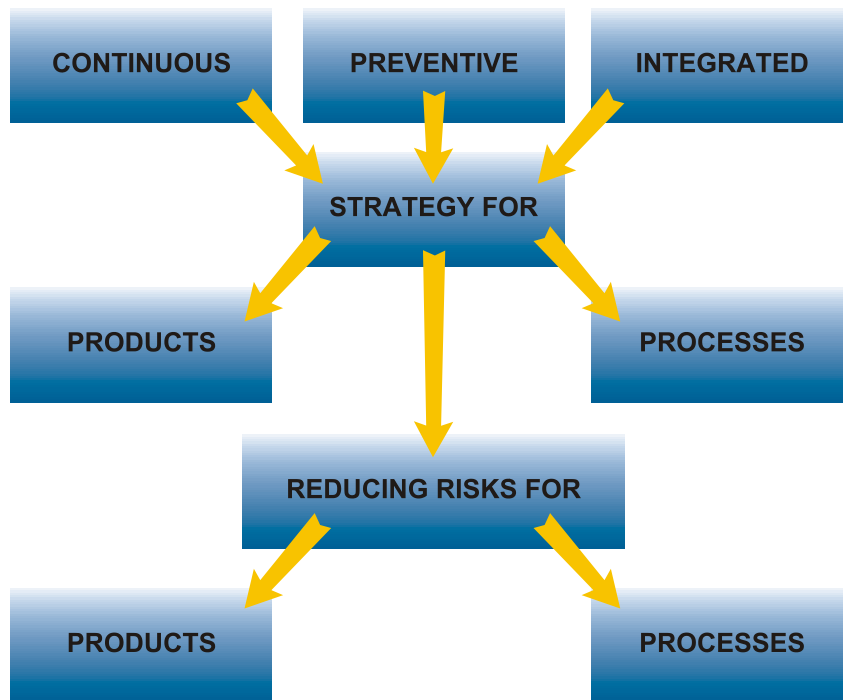 CONTINUOUS
PREVENTIVE
INTEGRATED
STRATEGY FOR
PRODUCTS
PROCESSES
REDUCING RISKS FOR
PRODUCTS
PROCESSES